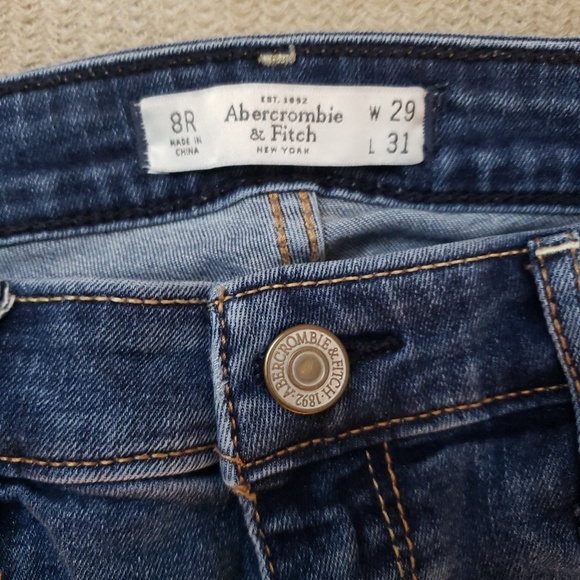 8R
MADE IN
CHINA
EST. 1892
Abercrombie
& Fitch
NEW YORK
W 29
L 31
ABERCROMBIE & FITCH · 1892 ·